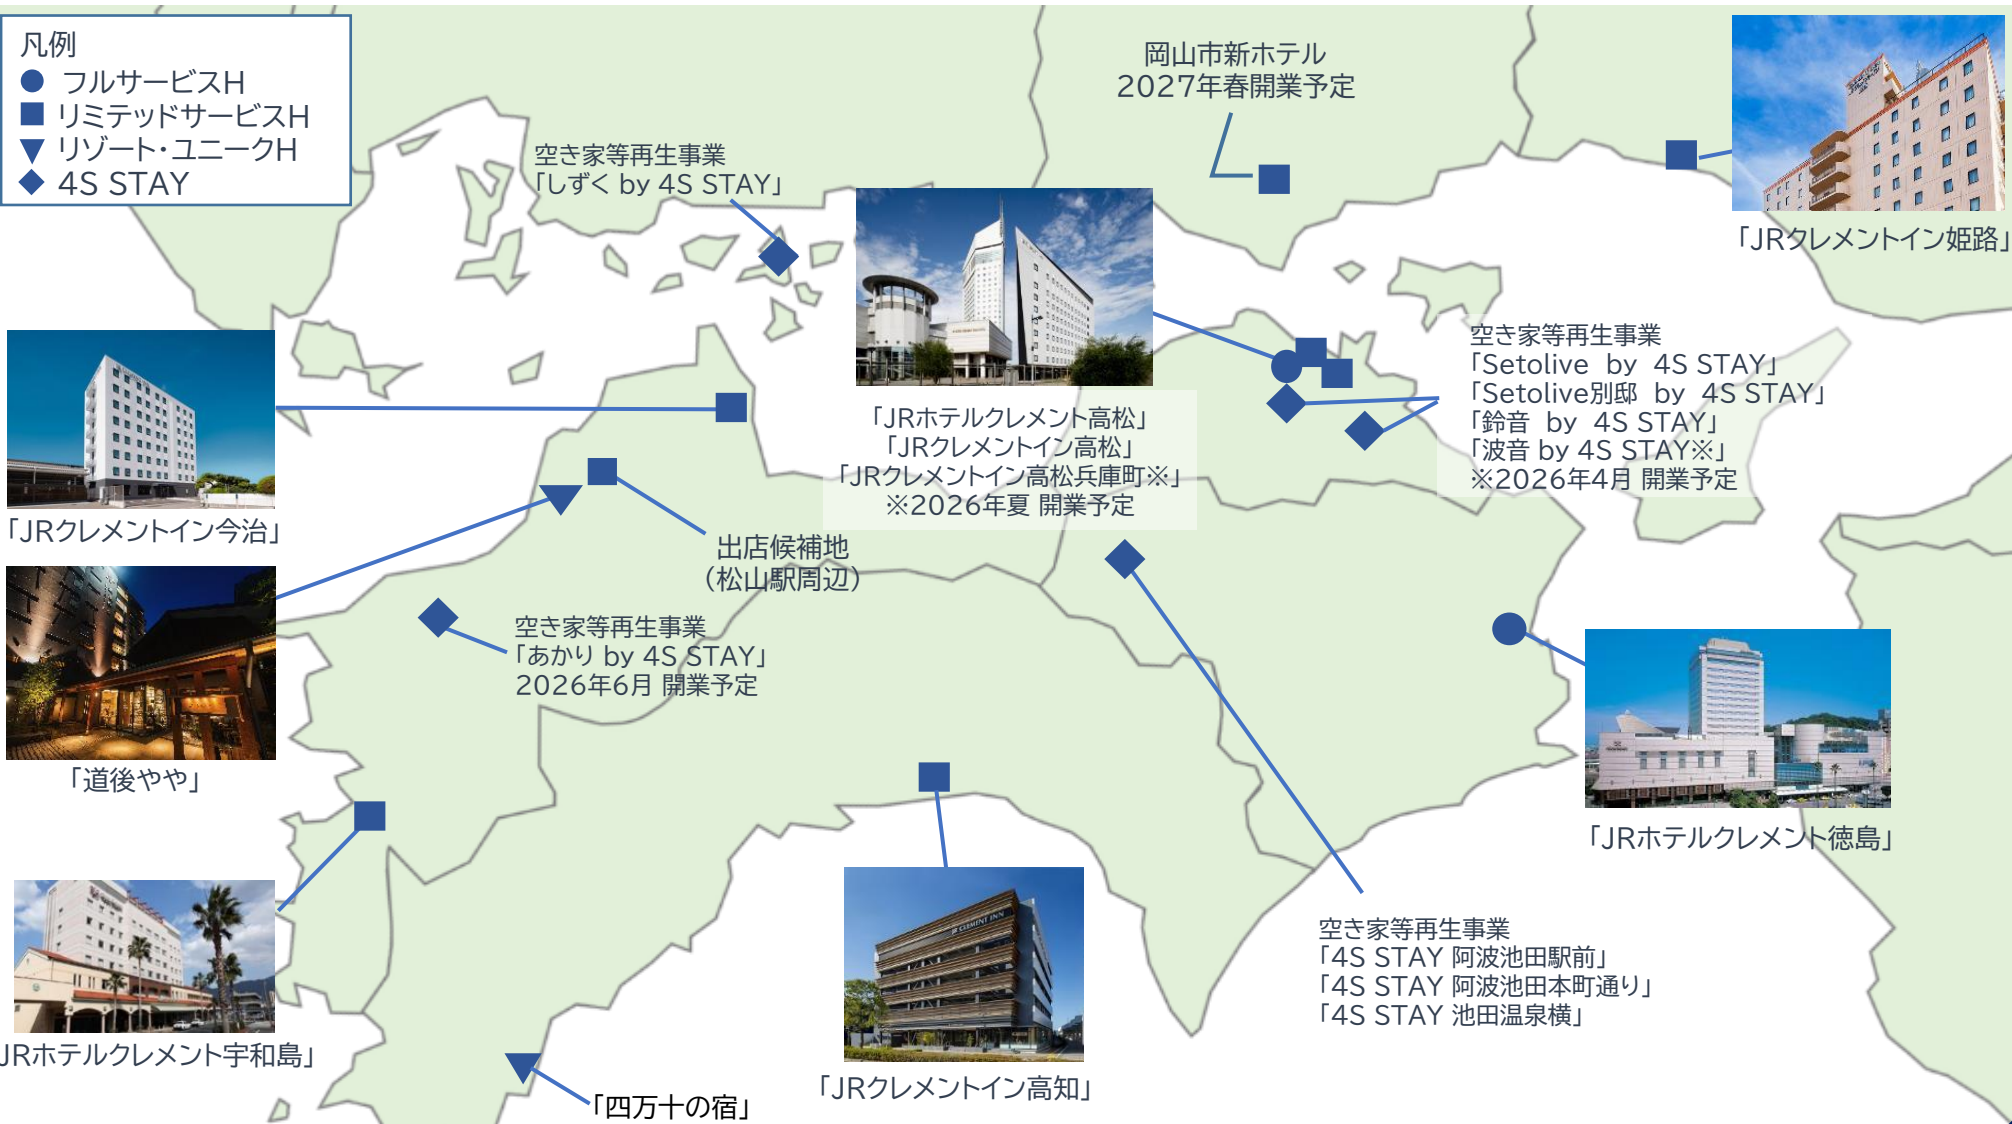 凡例
● フルサービスH
■ リミテッドサービスH
▼ リゾート・ユニークH
◆ 4S STAY
岡山市新ホテル
2027年春開業予定
空き家等再生事業
「しずく by 4S STAY」
「JRクレメントイン姫路」
「JRホテルクレメント高松」
「JRクレメントイン高松」
「JRクレメントイン高松兵庫町※」
※2026年夏 開業予定
空き家等再生事業
「Setolive by 4S STAY」
「Setolive別邸 by 4S STAY」
「鈴音 by 4S STAY」
「波音 by 4S STAY※」
※2026年4月 開業予定
「JRクレメントイン今治」
出店候補地
（松山駅周辺）
空き家等再生事業
「あかり by 4S STAY」
2026年6月 開業予定
「道後やや」
「JRホテルクレメント徳島」
CLEMENT INN
空き家等再生事業
「4S STAY 阿波池田駅前」
「4S STAY 阿波池田本町通り」
「4S STAY 池田温泉横」
JRホテルクレメント宇和島」
「JRクレメントイン高知」
「四万十の宿」